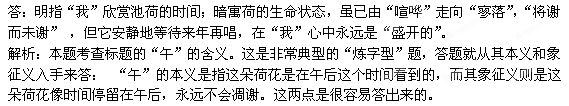 答：明指“我”欣赏池荷的时间；暗寓荷的生命状态，虽已由“喧哗”走向“寥落”，“将谢
而未谢” ，但它安静地等待来年再唱，在“我”心中永远是“盛开的”。
解析：本题考查标题的“午”的含义。这是非常典型的“炼字型”题，答题就从其本义和象
征义入手来答：  “午”的本义是指这朵荷花是在午后这个时间看到的，而其象征义则是这
朵荷花像时间停留在午后，永远不会凋谢。这两点是很容易答出来的。